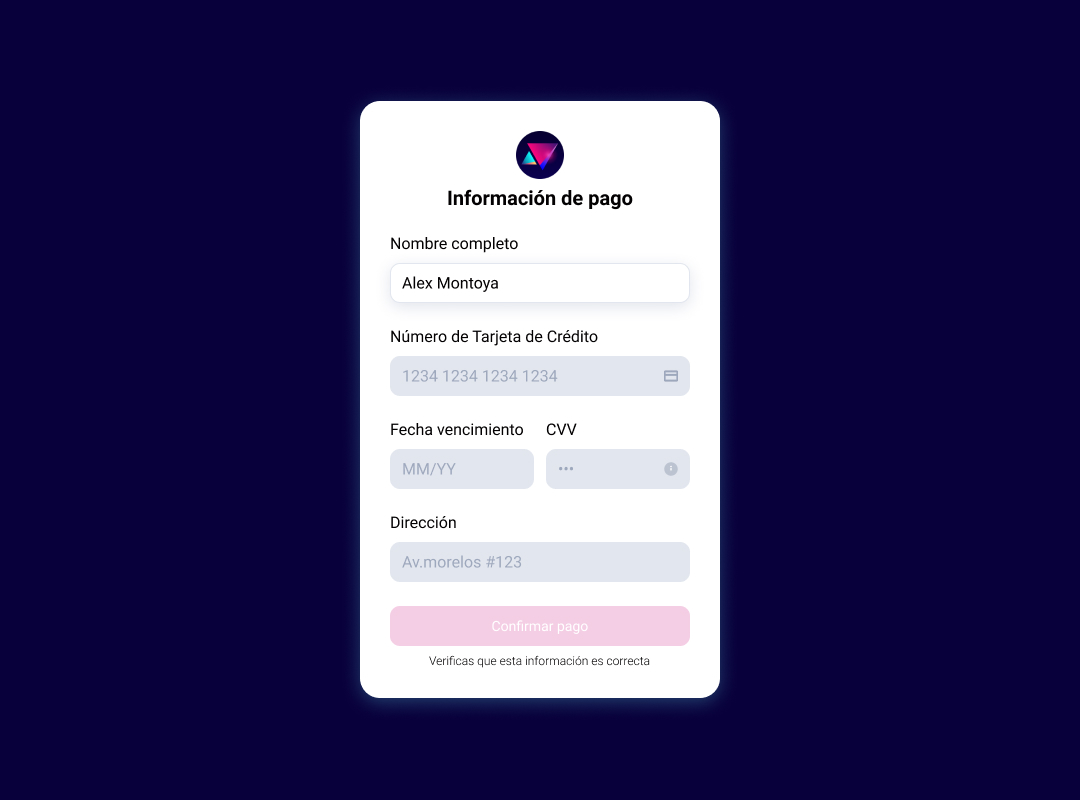 Información de pago
Nombre completo
Alex Montoya
Número de Tarjeta de Crédito
1234 1234 1234 1234
Fecha vencimiento
CVV
MM/YY
•••
Dirección
Av.morelos #123
Confirmar pago
Verificas que esta información es correcta